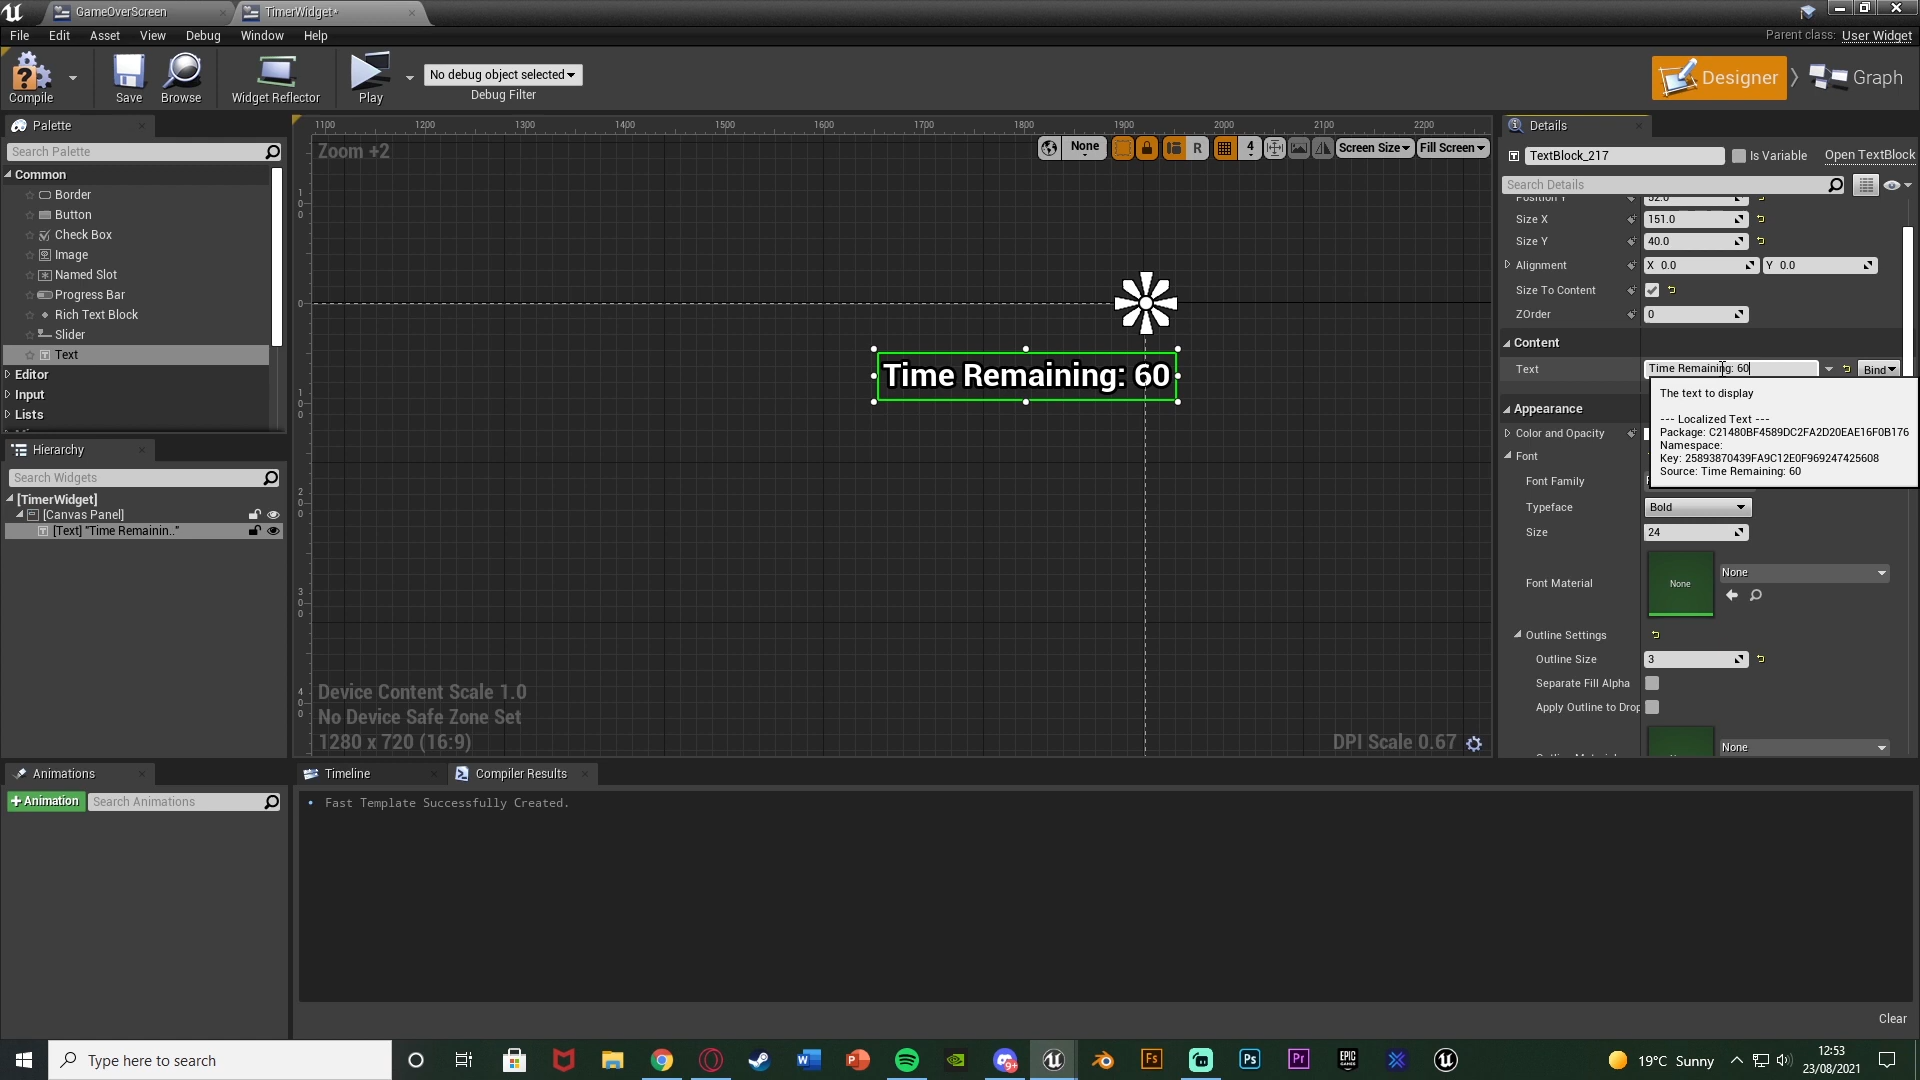 GameOverScreen
TimerWidget*
File Edit Asset View Debug Window Help
Parent class: User Widget
Compile
Save
Browse
Widget Reflector
Play
No debug object selected
Debug Filter
Designer
Graph
Palette
Search Palette
Common
Border
Button
Check Box
Image
Named Slot
Progress Bar
Rich Text Block
Slider
Text
Editor
Input
Lists
Hierarchy
Search Widgets
[TimerWidget]
[Canvas Panel]
[Text] "Time Remainin.."
Animations
+Animation
Search Animations
1100 1200 1300 1400 1500 1600 1700 1800 1900 2000 2100 2200
Zoom +2
None
R
4
Screen Size
Fill Screen
0
100
200
300
400
Time Remaining: 60
Device Content Scale 1.0
No Device Safe Zone Set
1280 x 720 (16:9)
DPI Scale 0.67
Timeline
Compiler Results
• Fast Template Successfully Created.
Clear
Details
TextBlock_217
Is Variable
Open TextBlock
Search Details
Position Y 52.0
Size X 151.0
Size Y 40.0
Alignment X 0.0 Y 0.0
Size To Content
ZOrder 0
Content
Text Time Remaining: 60 Bind
The text to display
--- Localized Text ---
Package: C21480BF4589DC2FA2D20EAE16F0B176
Namespace:
Key: 25893870439FA9C12E0F969247425608
Source: Time Remaining: 60
Appearance
Color and Opacity
Font
Font Family
Typeface Bold
Size 24
Font Material None None
Outline Settings
Outline Size 3
Separate Fill Alpha
Apply Outline to Drop
None
Type here to search
19°C Sunny
12:53
23/08/2021